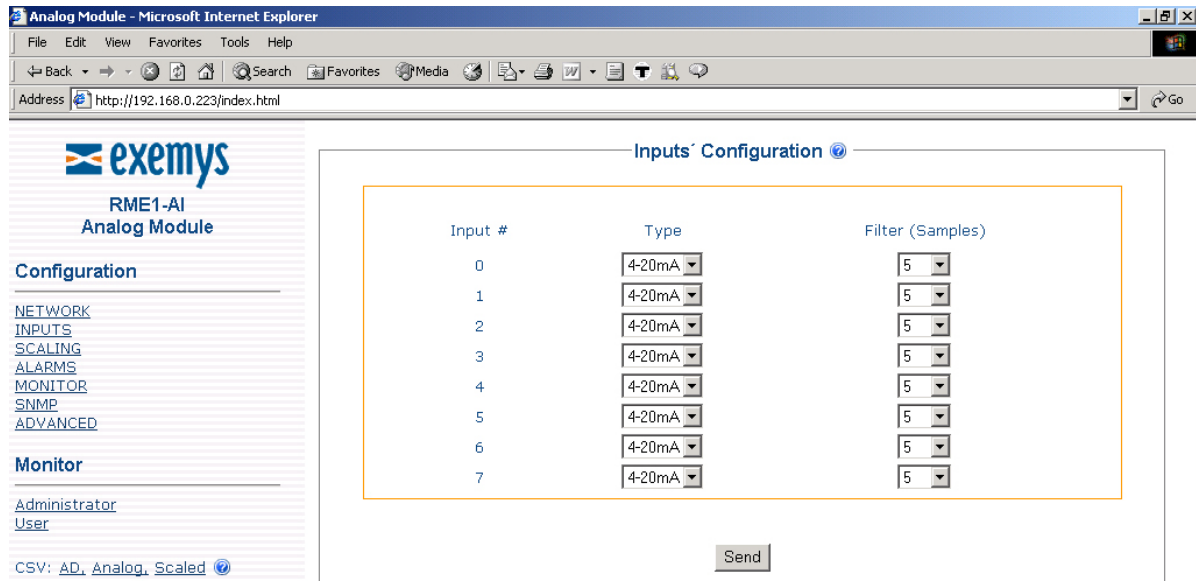 Analog Module - Microsoft Internet Explorer
File Edit View Favorites Tools Help
Back Search Favorites Media
Address http://192.168.0.223/index.html Go
exemys
RME1-AI
Analog Module
Configuration
NETWORK
INPUTS
SCALING
ALARMS
MONITOR
SNMP
ADVANCED
Monitor
Administrator
User
CSV: AD, Analog, Scaled ?
Inputs´ Configuration ?
Input # Type Filter (Samples)
0 4-20mA 5
1 4-20mA 5
2 4-20mA 5
3 4-20mA 5
4 4-20mA 5
5 4-20mA 5
6 4-20mA 5
7 4-20mA 5
Send